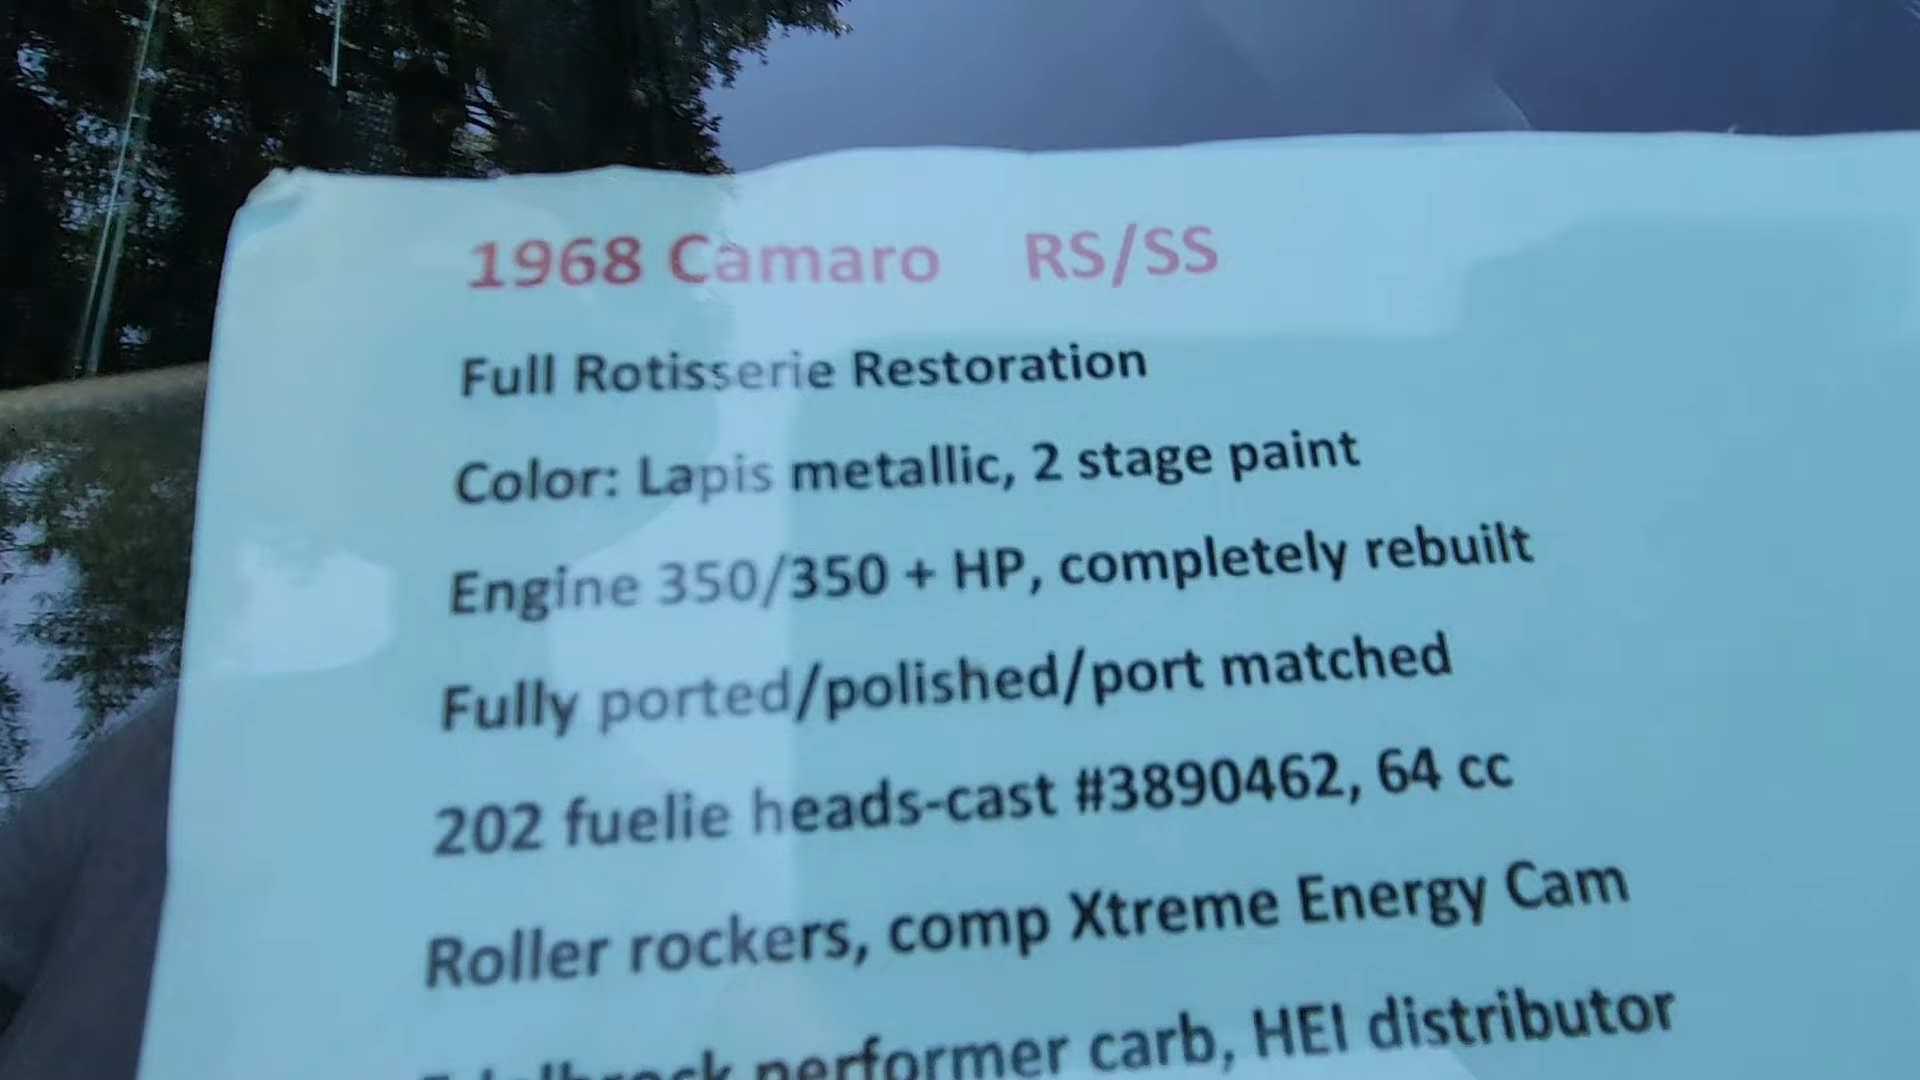 1968 Camaro RS/SS
Full Rotisserie Restoration
Color: Lapis metallic, 2 stage paint
Engine 350/350 + HP, completely rebuilt
Fully ported/polished/port matched
202 fuelie heads-cast #3890462, 64 cc
Roller rockers, comp Xtreme Energy Cam
Edelbrock performer carb, HEI distributor